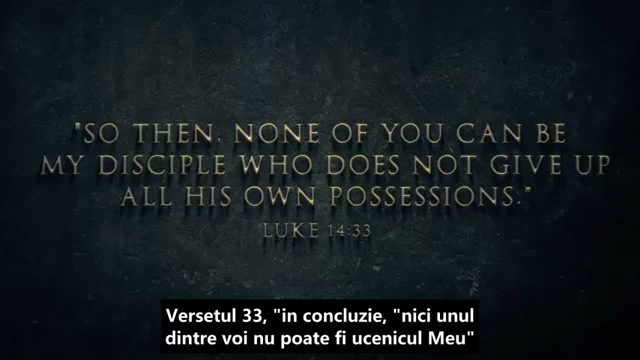 "SO THEN, NONE OF YOU CAN BE
MY DISCIPLE WHO DOES NOT GIVE UP
ALL HIS OWN POSSESSIONS."
LUKE 14:33
Versetul 33, "in concluzie, "nici unul
dintre voi nu poate fi ucenicul Meu"